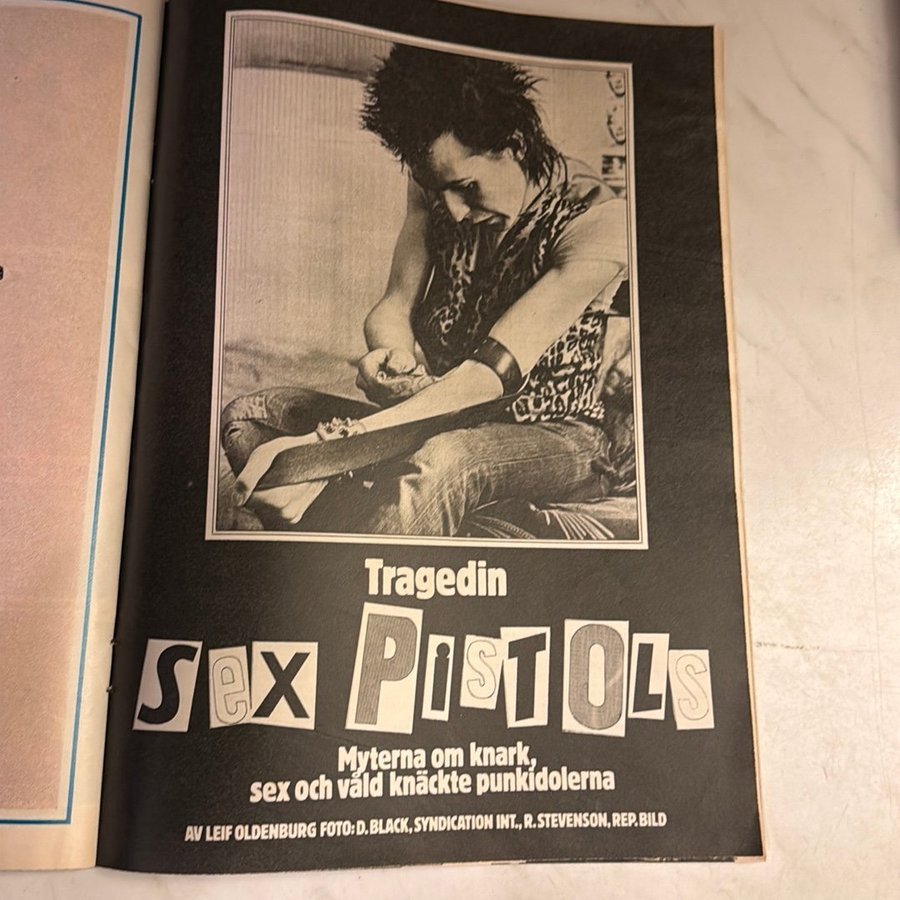 Tragedin
SEX PiSTOLS
Myterna om knark,
sex och våld knäckte punkidolerna
AV LEIF OLDENBURG FOTO: D. BLACK, SYNDICATION INT., R. STEVENSON, REP. BILD